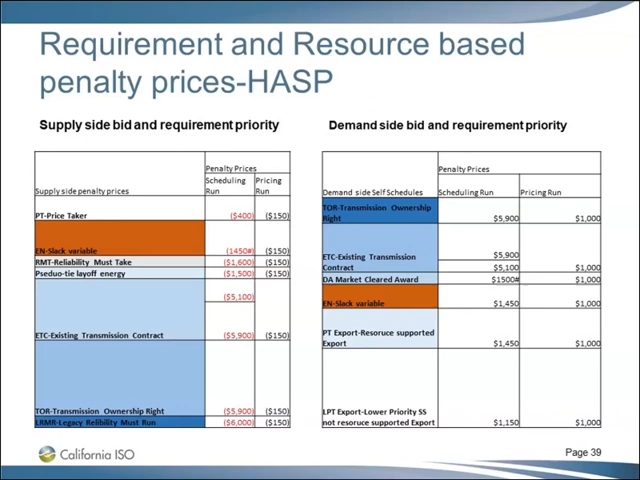 Requirement and Resource based
penalty prices-HASP
Supply side bid and requirement priority
Penalty Prices
Scheduling Pricing
Supply side penalty prices Run Run
PT-Price Taker ($400) ($150)
EN-Slack variable (1450#) ($150)
RMT-Reliability Must Take ($1,600) ($150)
Pseduo-tie layoff energy ($1,500) ($150)
($5,100)
ETC-Existing Transmission Contract ($5,900) ($150)
TOR-Transmission Ownership Right ($5,900) ($150)
LRMR-Legacy Relibility Must Run ($6,000) ($150)
Demand side bid and requirement priority
Penalty Prices
Demand side Self Schedules Scheduling Run Pricing Run
TOR-Transmission Ownership
Right $5,900 $1,000
ETC-Existing Transmission $5,900
Contract $5,100 $1,000
DA Market Cleared Award $1500# $1,000
EN-Slack variable $1,450 $1,000
PT Export-Resoruce supported
Export $1,450 $1,000
LPT Export-Lower Priority SS
not resoruce supported Export $1,150 $1,000
California ISO
Page 39